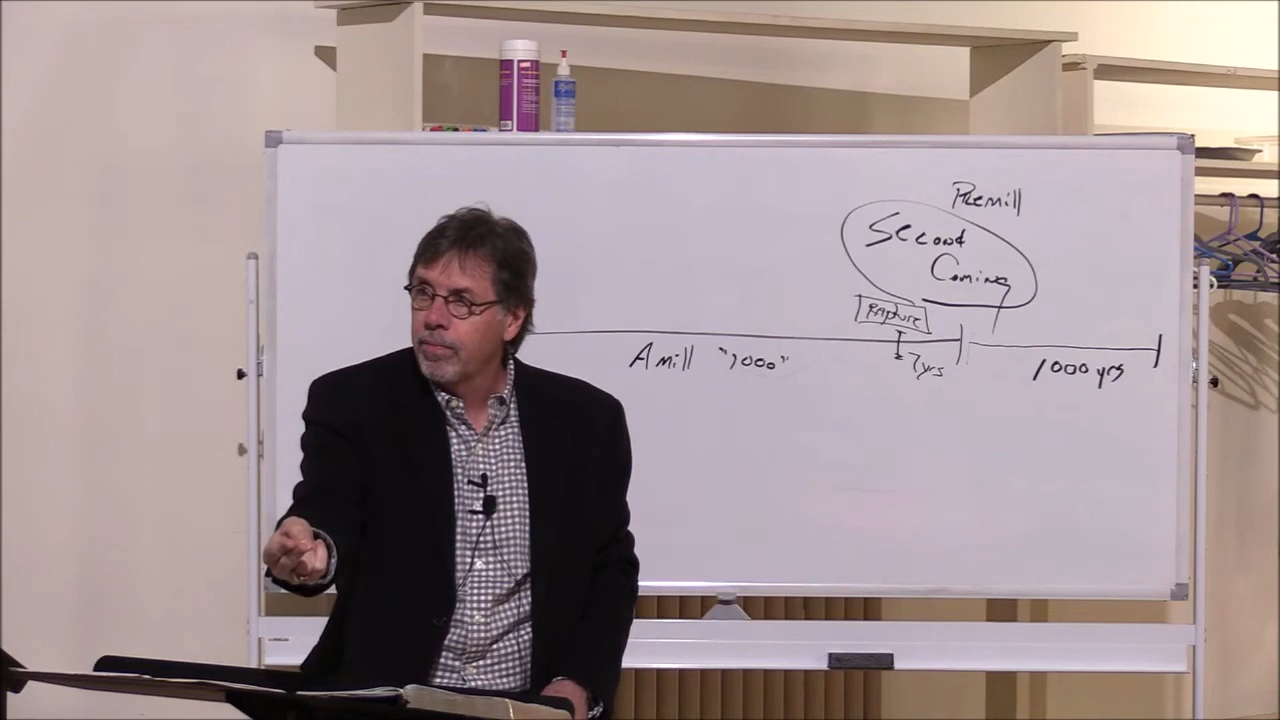 Premill
Second
Coming
Rapture
Amill "1000"
7yrs
1000 yrs